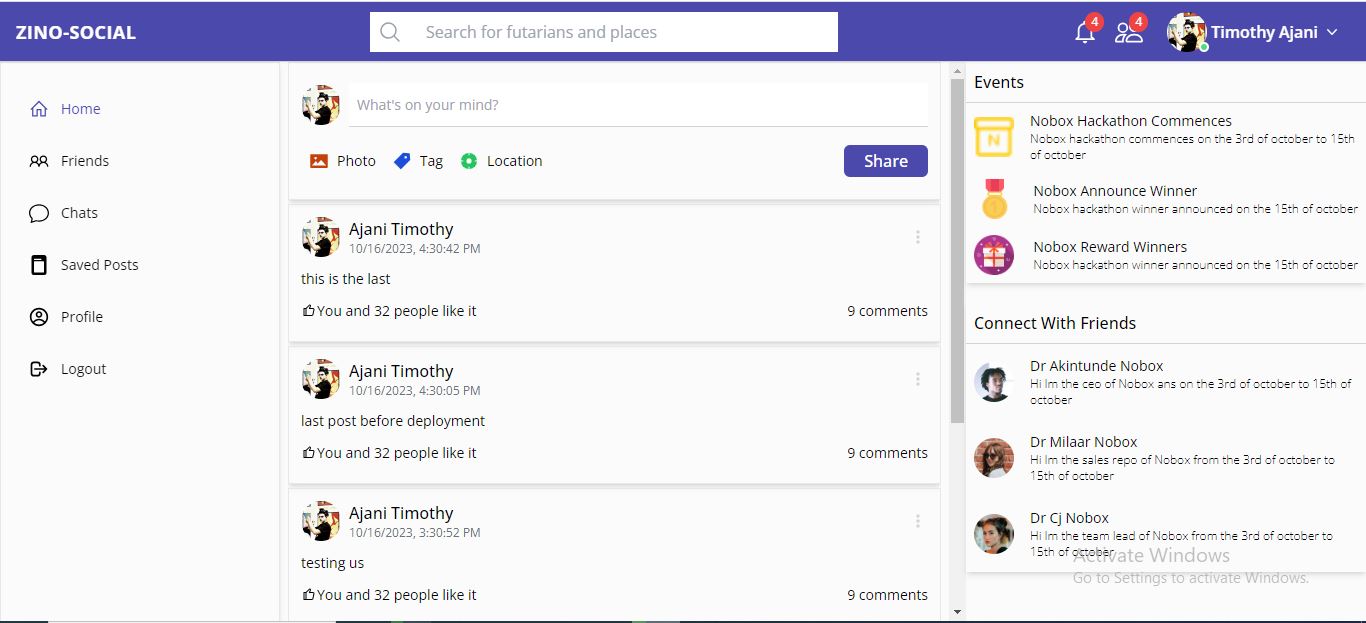 ZINO-SOCIAL
Search for futarians and places
4
4
Timothy Ajani
Home
Friends
Chats
Saved Posts
Profile
Logout
What's on your mind?
Photo
Tag
Location
Share
Ajani Timothy
10/16/2023, 4:30:42 PM
this is the last
You and 32 people like it
9 comments
Ajani Timothy
10/16/2023, 4:30:05 PM
last post before deployment
You and 32 people like it
9 comments
Ajani Timothy
10/16/2023, 3:30:52 PM
testing us
You and 32 people like it
9 comments
Events
N
Nobox Hackathon Commences
Nobox hackathon commences on the 3rd of october to 15th
of october
1
Nobox Announce Winner
Nobox hackathon winner announced on the 15th of october
Nobox Reward Winners
Nobox hackathon winner announced on the 15th of october
Connect With Friends
Dr Akintunde Nobox
Hi Im the ceo of Nobox ans on the 3rd of october to 15th of
october
Dr Milaar Nobox
Hi Im the sales repo of Nobox from the 3rd of october to
15th of october
Dr Cj Nobox
Hi Im the team lead of Nobox from the 3rd of october to
15th of october
Activate Windows
Go to Settings to activate Windows.